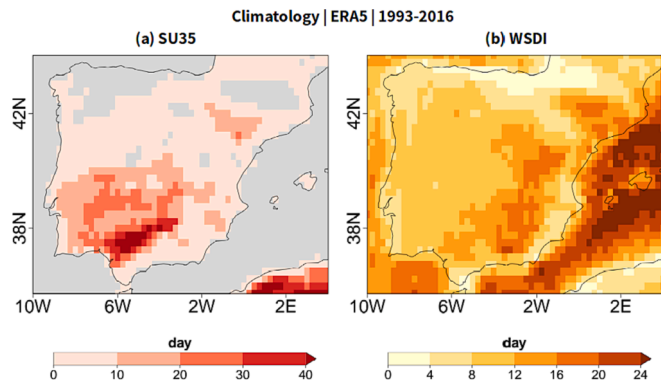 Climatology | ERA5 | 1993-2016
(a) SU35
(b) WSDI
42N
38N
10W 6W 2W 2E
42N
38N
10W 6W 2W 2E
day
0 10 20 30 40
day
0 4 8 12 16 20 24